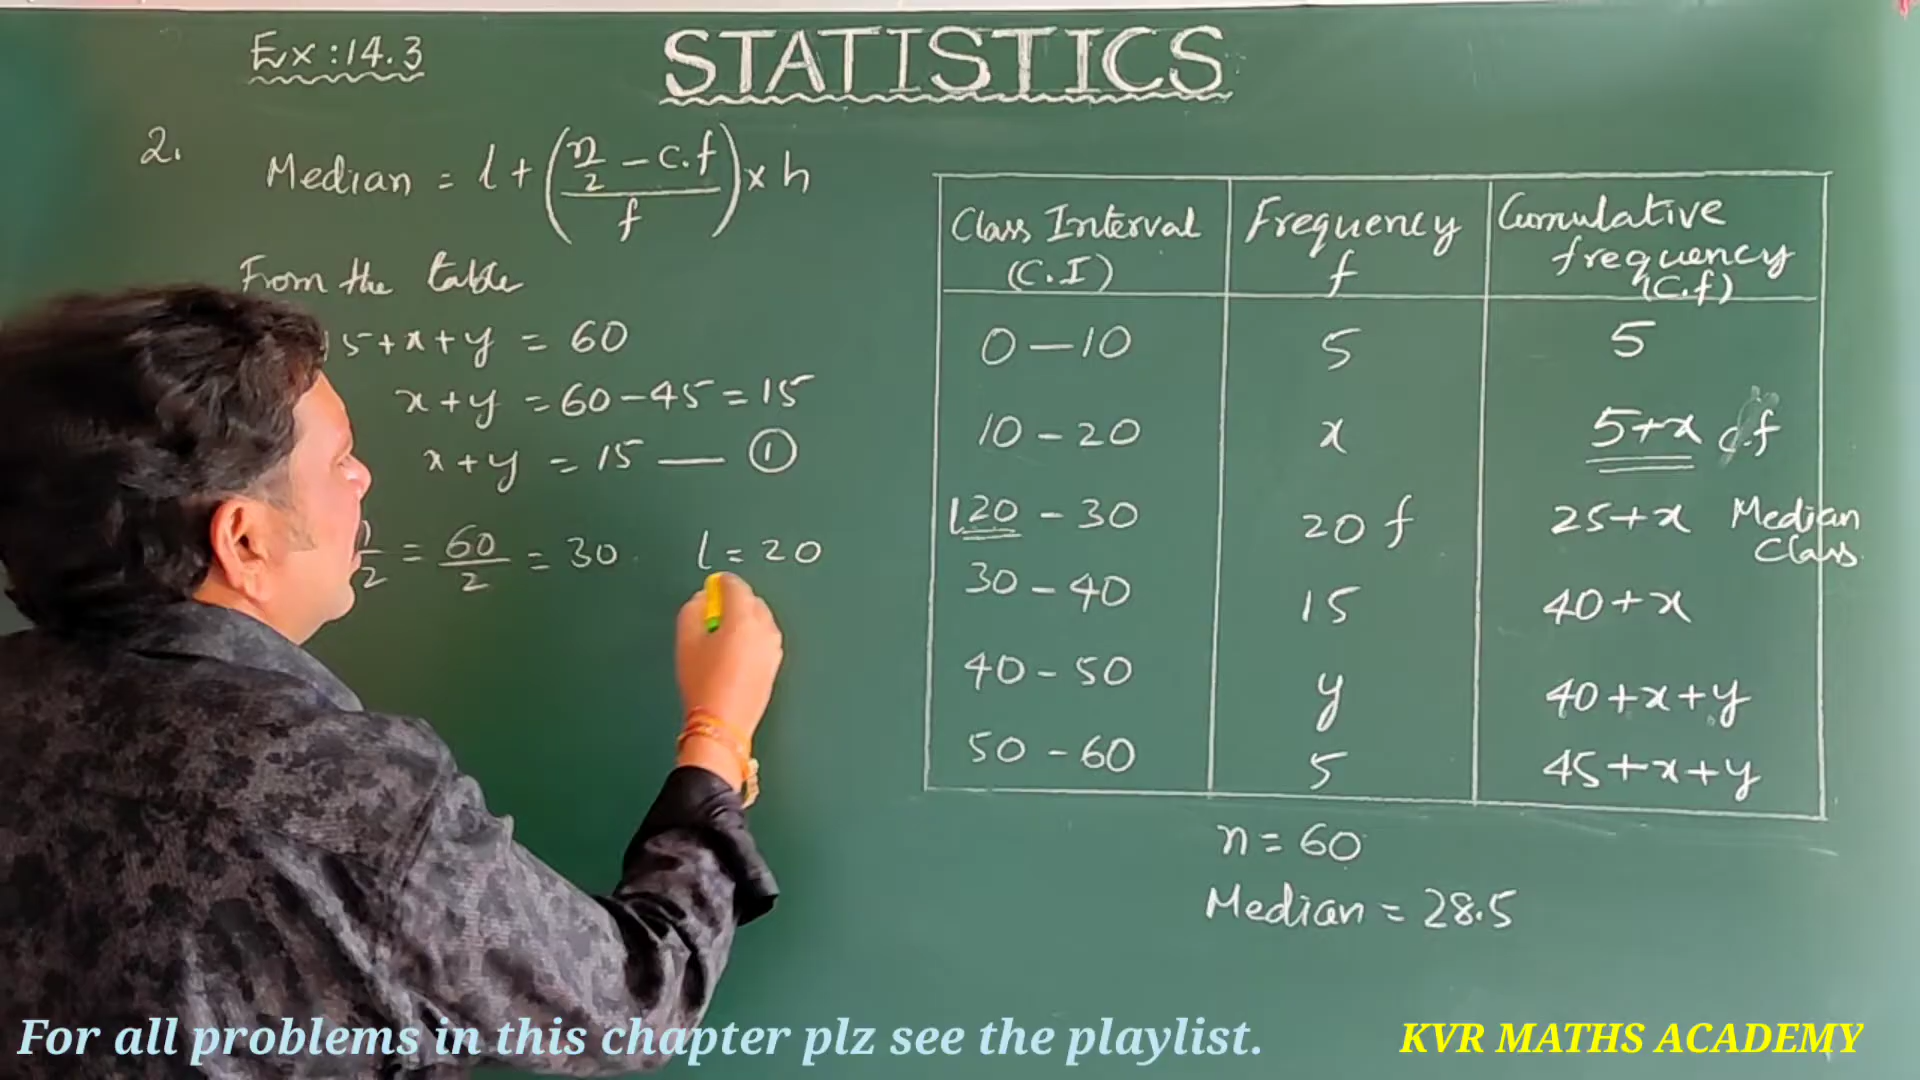 Ex : 14.3
STATISTICS
2.
Median = l + ( n/2 - c.f / f ) x h
From the table
5 + x + y = 60
x + y = 60 - 45 = 15
x + y = 15 — ①
n/2 = 60/2 = 30
l = 20
Class Interval (C.I) Frequency f Cumulative frequency (c.f)
0 - 10 5 5
10 - 20 x 5+x c.f
l 20 - 30 20 f 25+x Median Class
30 - 40 15 40+x
40 - 50 y 40+x+y
50 - 60 5 45+x+y
n = 60
Median = 28.5
For all problems in this chapter plz see the playlist.
KVR MATHS ACADEMY